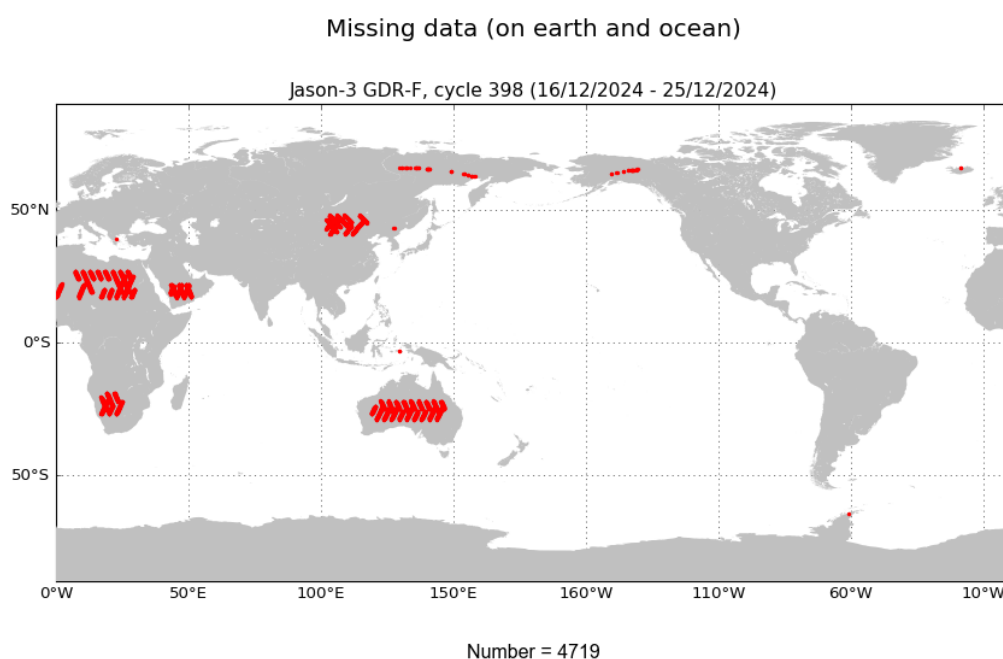 Missing data (on earth and ocean)
Jason-3 GDR-F, cycle 398 (16/12/2024 - 25/12/2024)
50°N
0°S
50°S
0°W 50°E 100°E 150°E 160°W 110°W 60°W 10°W
Number = 4719